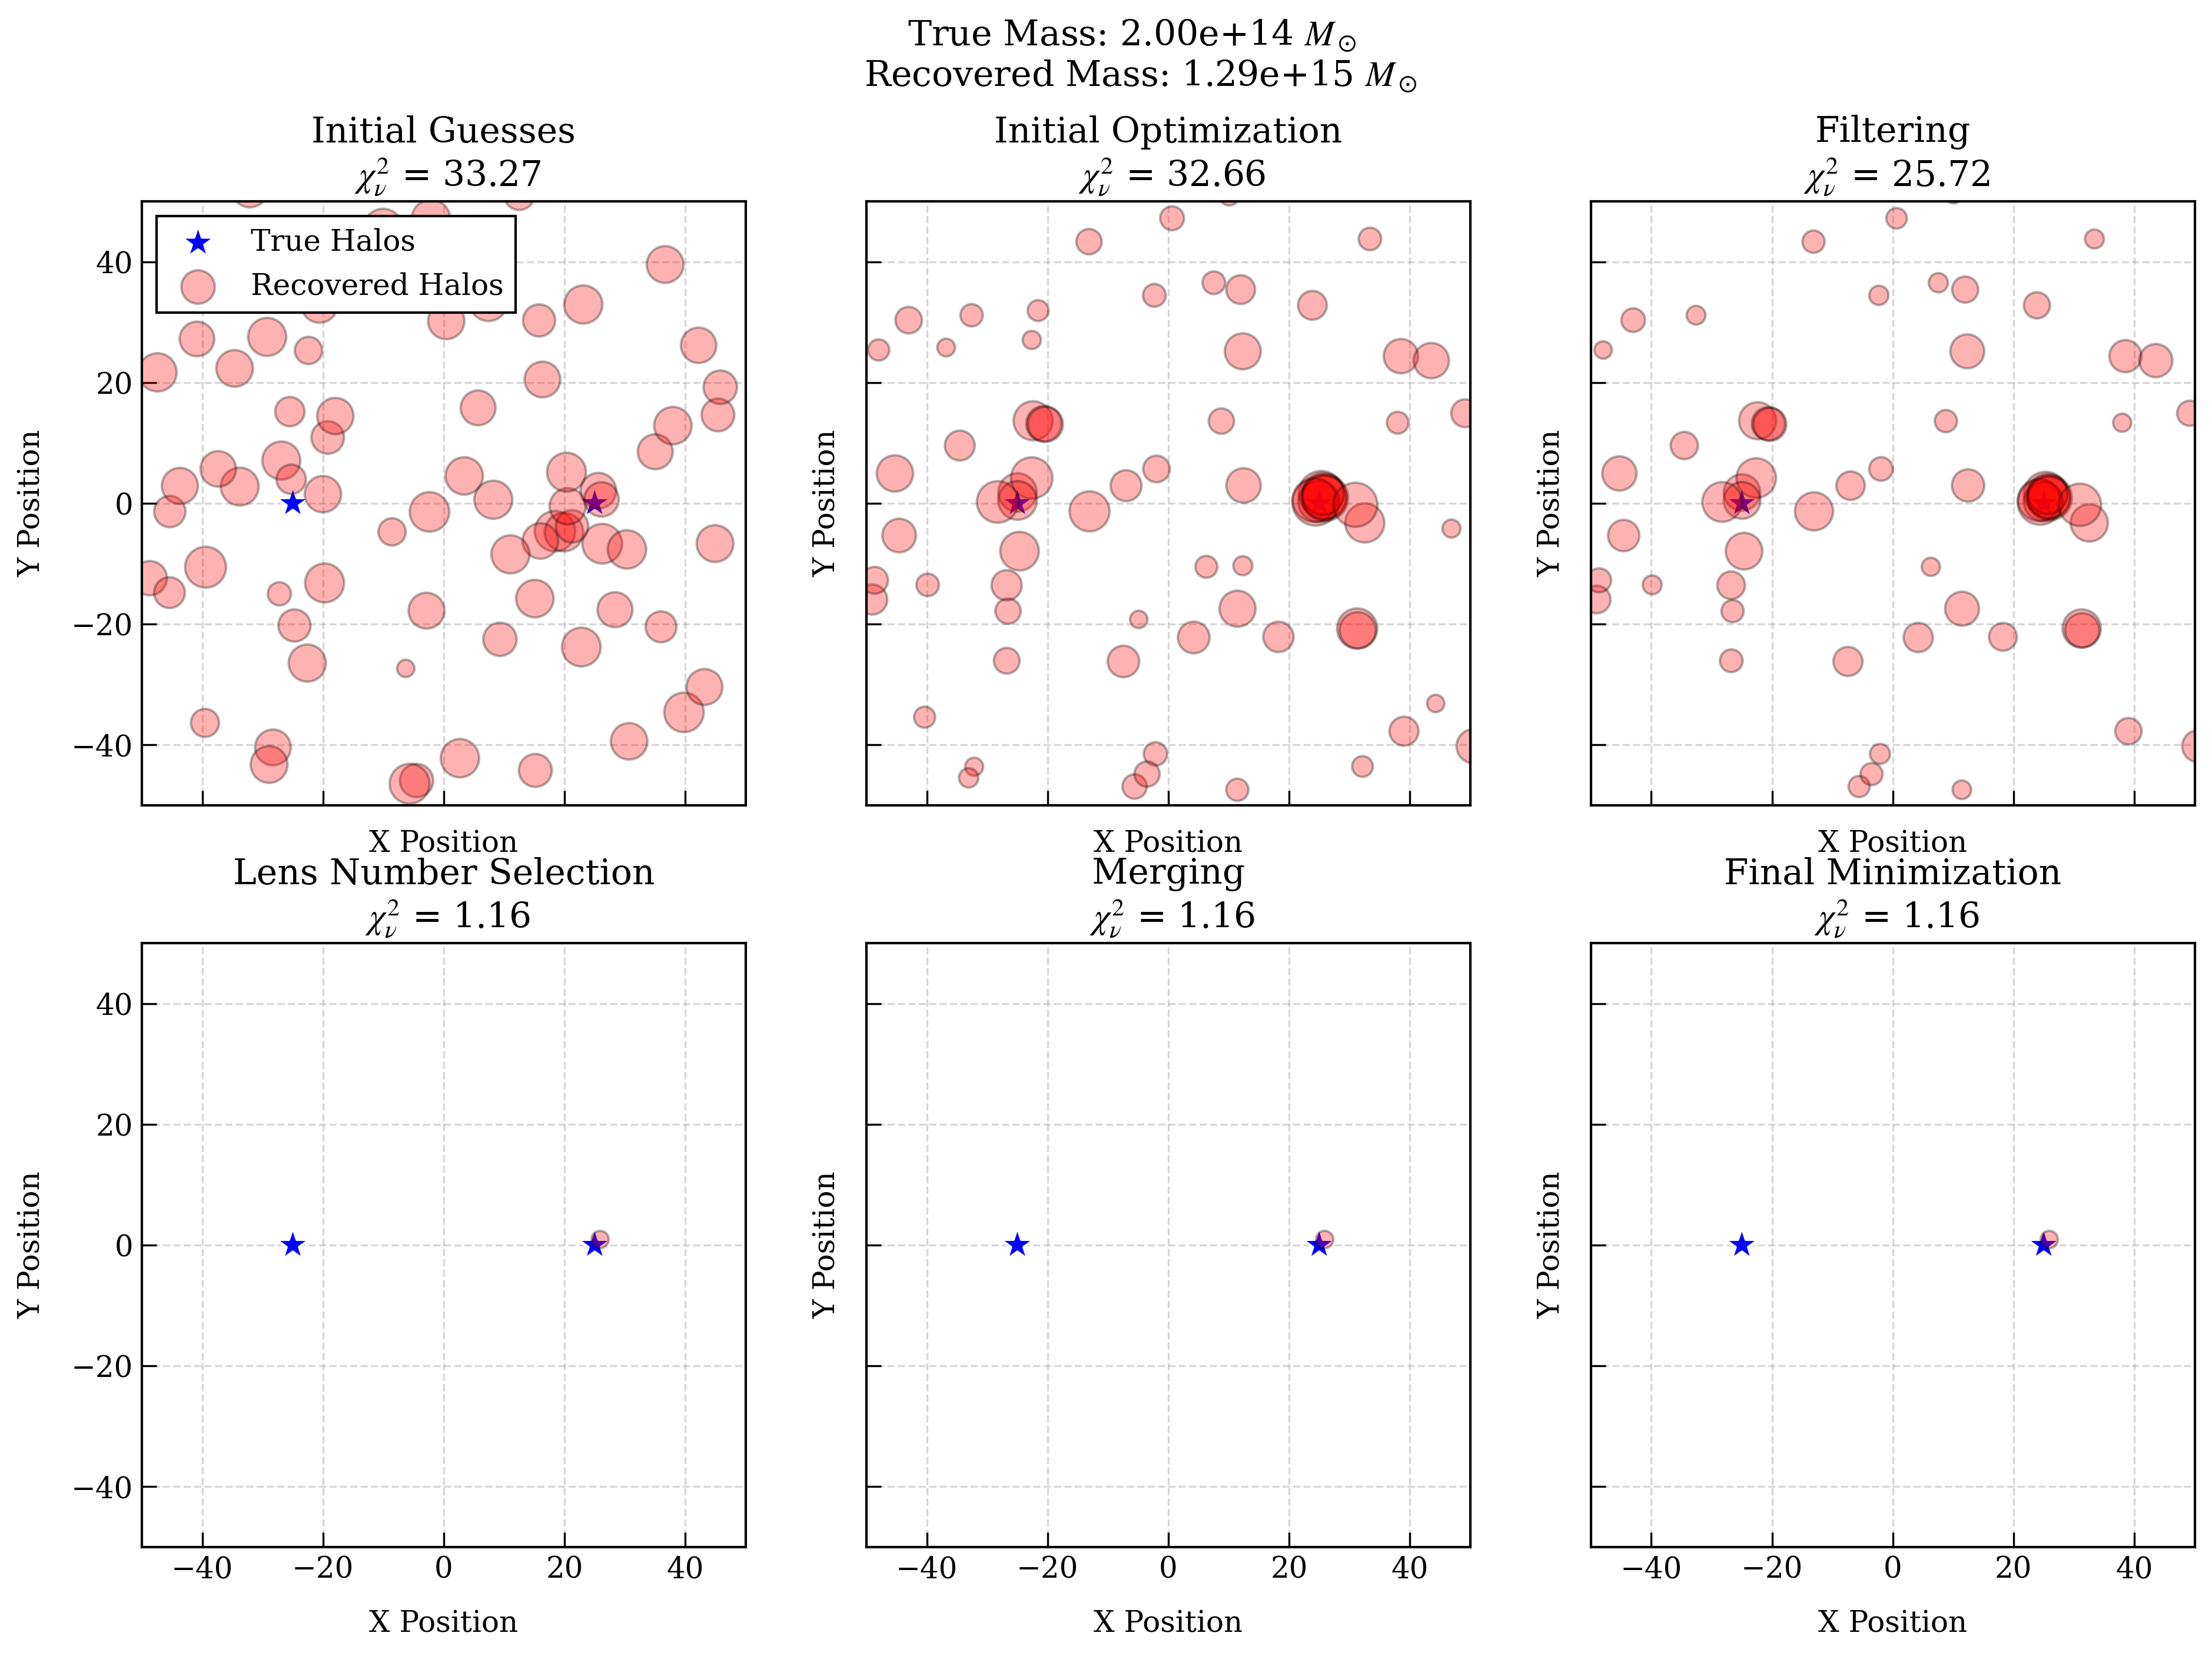 True Mass: 2.00e+14 M⊙
Recovered Mass: 1.29e+15 M⊙
Initial Guesses
χ²ν = 33.27
Initial Optimization
χ²ν = 32.66
Filtering
χ²ν = 25.72
True Halos
Recovered Halos
Y Position
40
20
0
−20
−40
X Position
Y Position
X Position
Y Position
X Position
Lens Number Selection
χ²ν = 1.16
Merging
χ²ν = 1.16
Final Minimization
χ²ν = 1.16
Y Position
40
20
0
−20
−40
−40 −20 0 20 40
X Position
Y Position
−40 −20 0 20 40
X Position
Y Position
−40 −20 0 20 40
X Position